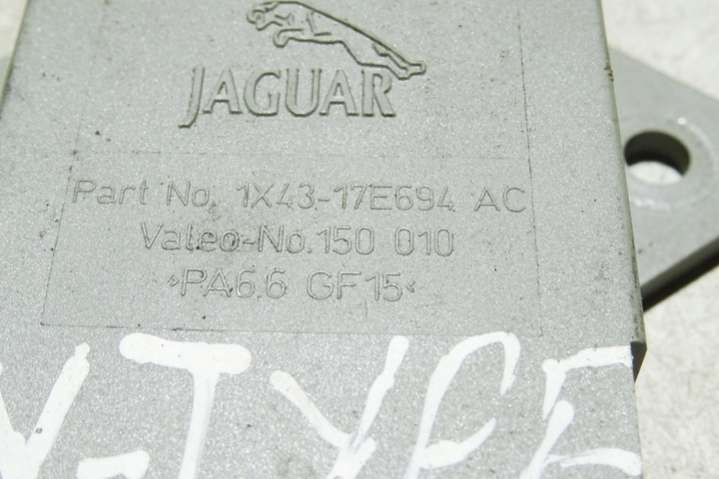 JAGUAR
Part No. 1X43-17E694 AC
Valeo-No.150 010
>PA6.6 GF15<
X-TYPE